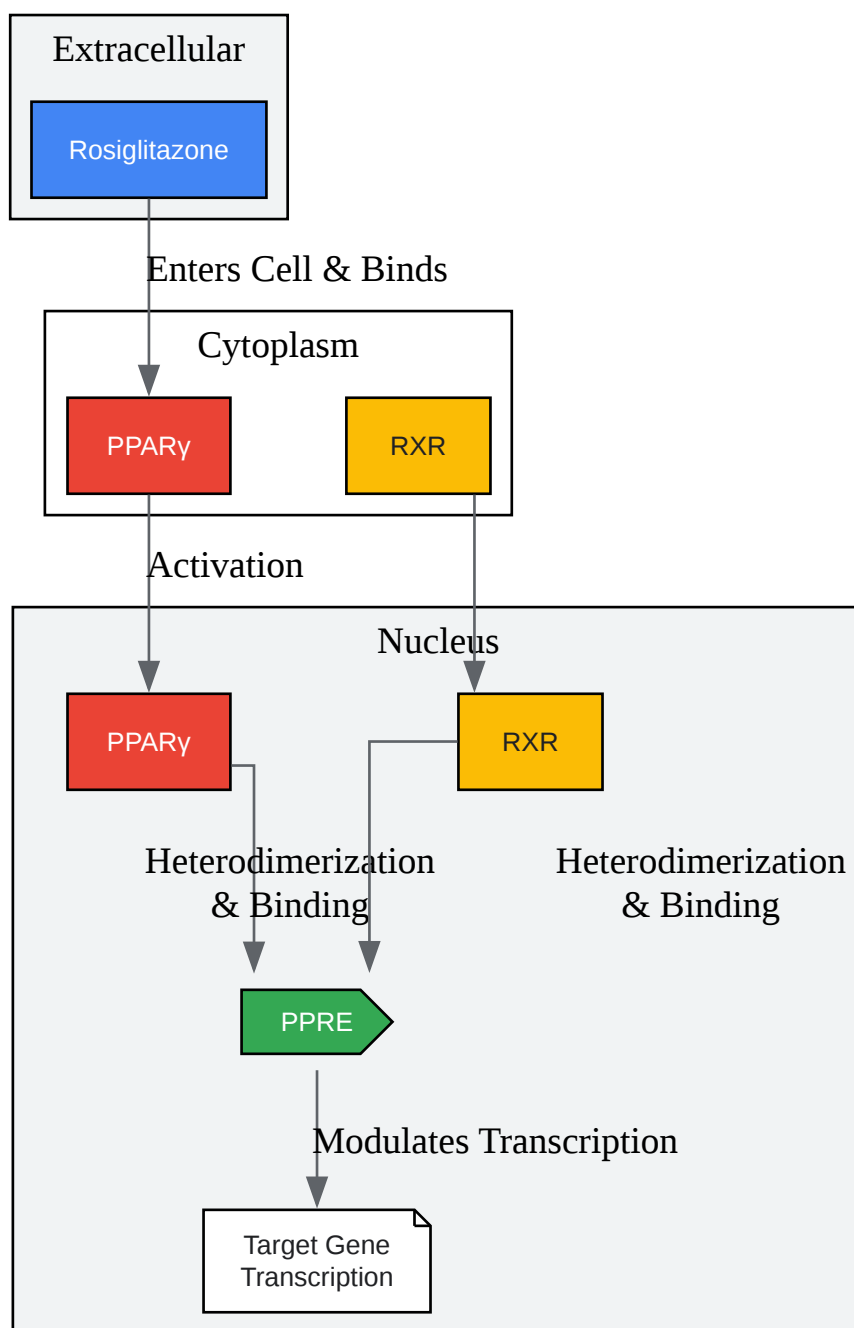 Extracellular
Rosiglitazone
Enters Cell & Binds
Cytoplasm
PPARγ
RXR
Activation
Nucleus
PPARγ
RXR
Heterodimerization
& Binding
Heterodimerization
& Binding
PPRE
Modulates Transcription
Target Gene
Transcription